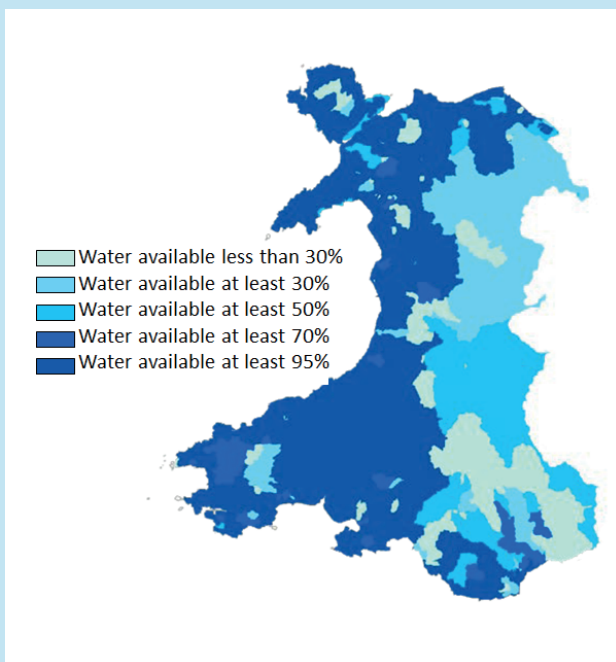 Water available less than 30%
Water available at least 30%
Water available at least 50%
Water available at least 70%
Water available at least 95%